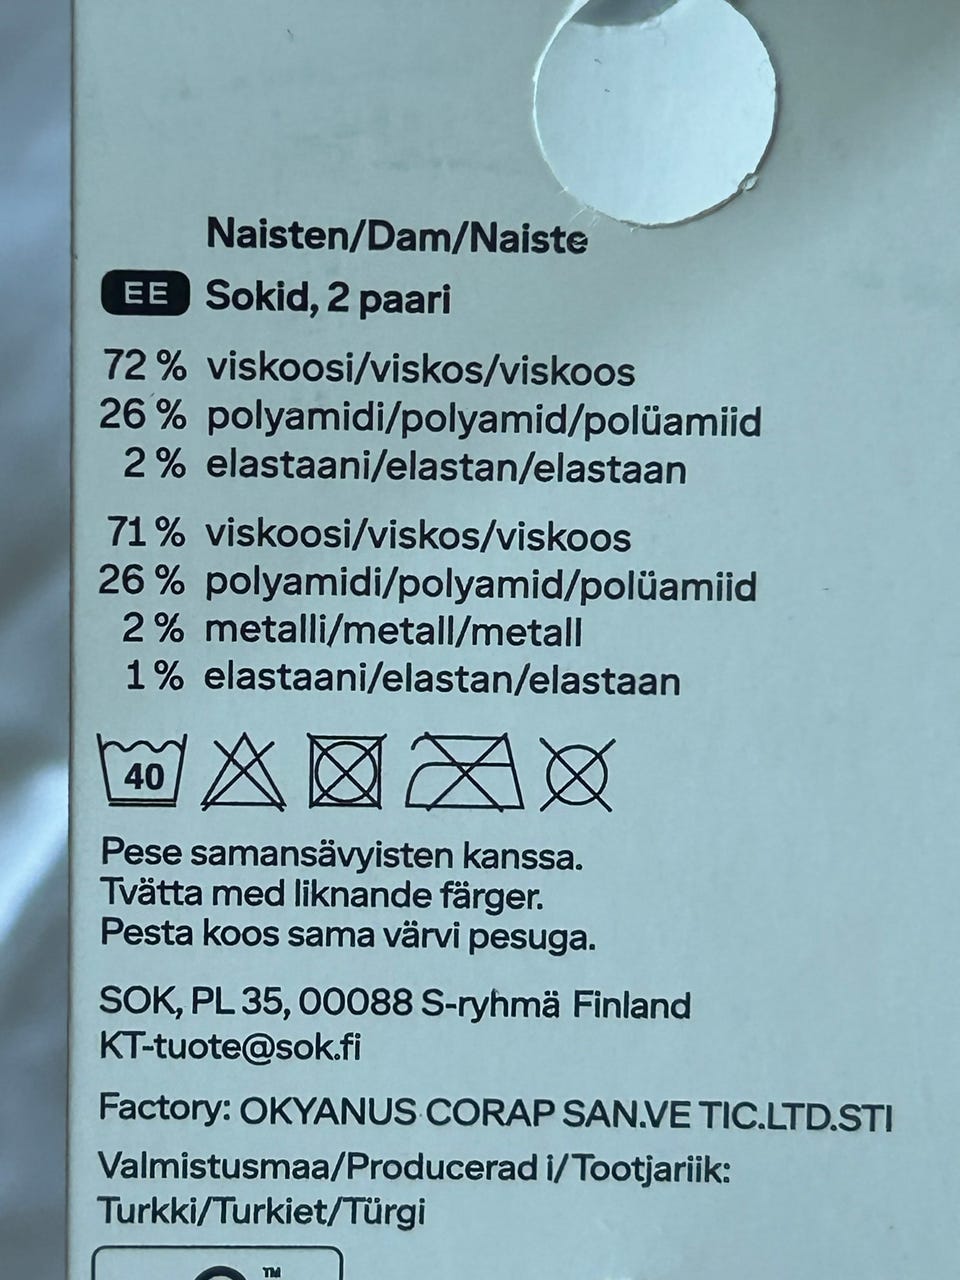 Naisten/Dam/Naiste
EE Sokid, 2 paari
72 % viskoosi/viskos/viskoos
26 % polyamidi/polyamid/polüamiid
2 % elastaani/elastan/elastaan
71 % viskoosi/viskos/viskoos
26 % polyamidi/polyamid/polüamiid
2 % metalli/metall/metall
1 % elastaani/elastan/elastaan
40
Pese samansävyisten kanssa.
Tvätta med liknande färger.
Pesta koos sama värvi pesuga.
SOK, PL 35, 00088 S-ryhmä Finland
KT-tuote@sok.fi
Factory: OKYANUS CORAP SAN.VE TIC.LTD.STI
Valmistusmaa/Producerad i/Tootjariik:
Turkki/Turkiet/Türgi
TM